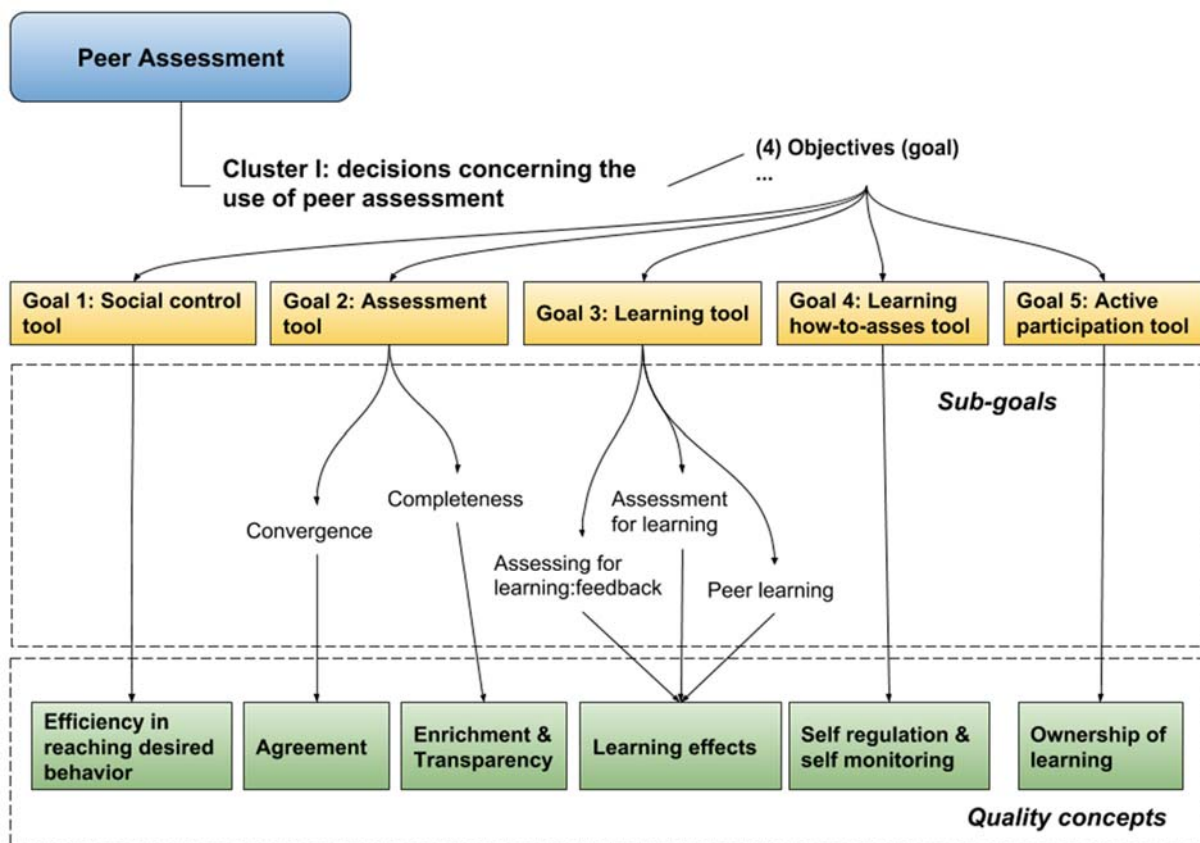 Peer Assessment
Cluster I: decisions concerning the
use of peer assessment
(4) Objectives (goal)
...
Goal 1: Social control
tool
Goal 2: Assessment
tool
Goal 3: Learning tool
Goal 4: Learning
how-to-asses tool
Goal 5: Active
participation tool
Sub-goals
Convergence
Completeness
Assessing for
learning:feedback
Assessment
for learning
Peer learning
Efficiency in
reaching desired
behavior
Agreement
Enrichment &
Transparency
Learning effects
Self regulation &
self monitoring
Ownership of
learning
Quality concepts